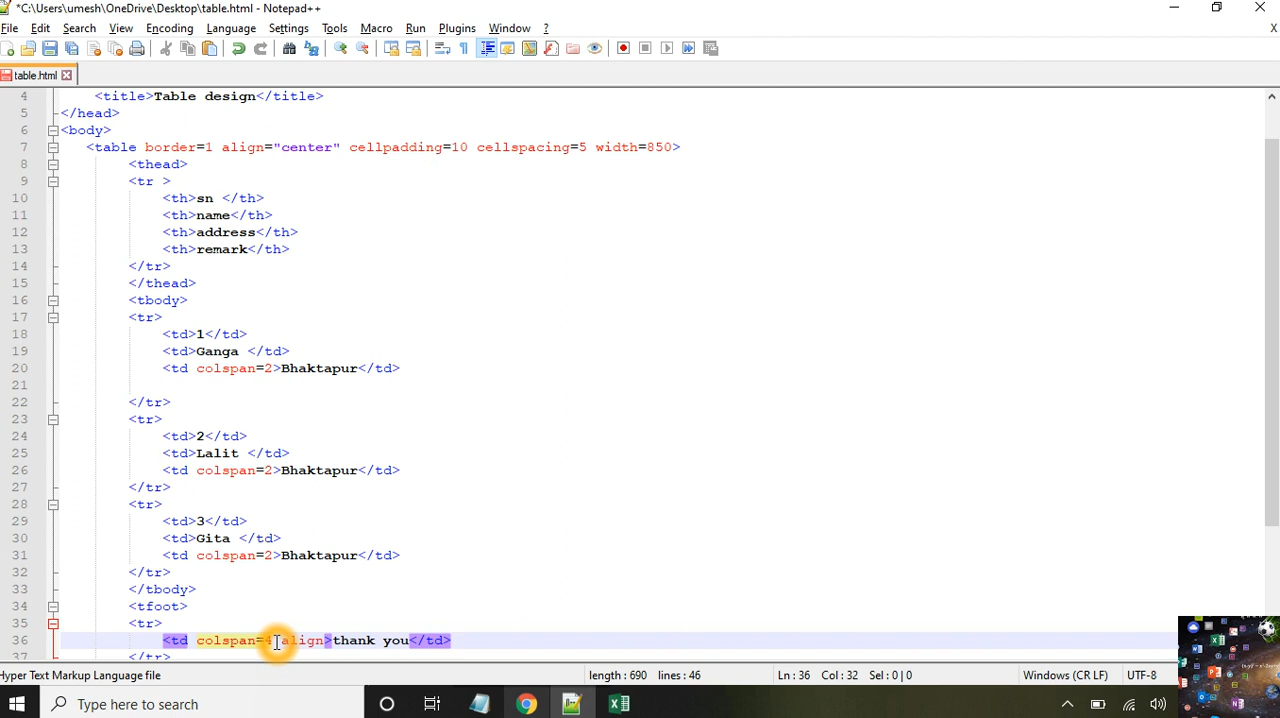 *C:\Users\umesh\OneDrive\Desktop\table.html - Notepad++
File Edit Search View Encoding Language Settings Tools Macro Run Plugins Window ? X
table.html
4 <title>Table design</title>
5 </head>
6 <body>
7 <table border=1 align="center" cellpadding=10 cellspacing=5 width=850>
8 <thead>
9 <tr >
10 <th>sn </th>
11 <th>name</th>
12 <th>address</th>
13 <th>remark</th>
14 </tr>
15 </thead>
16 <tbody>
17 <tr>
18 <td>1</td>
19 <td>Ganga </td>
20 <td colspan=2>Bhaktapur</td>
21
22 </tr>
23 <tr>
24 <td>2</td>
25 <td>Lalit </td>
26 <td colspan=2>Bhaktapur</td>
27 </tr>
28 <tr>
29 <td>3</td>
30 <td>Gita </td>
31 <td colspan=2>Bhaktapur</td>
32 </tr>
33 </tbody>
34 <tfoot>
35 <tr>
36 <td colspan=4 align>thank you</td>
37 </tr>
Hyper Text Markup Language file length : 690 lines : 46 Ln : 36 Col : 32 Sel : 0 | 0 Windows (CR LF) UTF-8
Type here to search